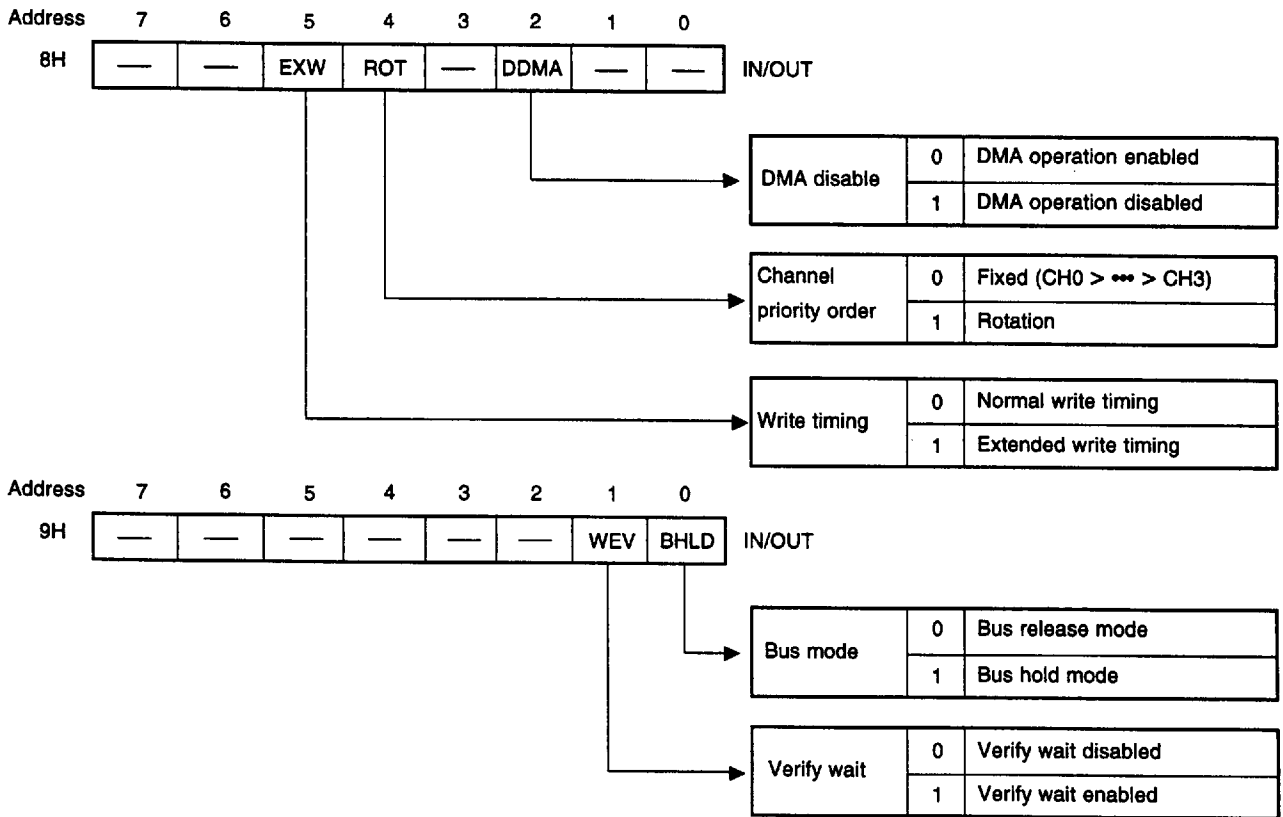 Address 7 6 5 4 3 2 1 0
8H — — EXW ROT — DDMA — — IN/OUT
DMA disable 0 DMA operation enabled
1 DMA operation disabled
Channel priority order 0 Fixed (CH0 > ••• > CH3)
1 Rotation
Write timing 0 Normal write timing
1 Extended write timing
Address 7 6 5 4 3 2 1 0
9H — — — — — — WEV BHLD IN/OUT
Bus mode 0 Bus release mode
1 Bus hold mode
Verify wait 0 Verify wait disabled
1 Verify wait enabled